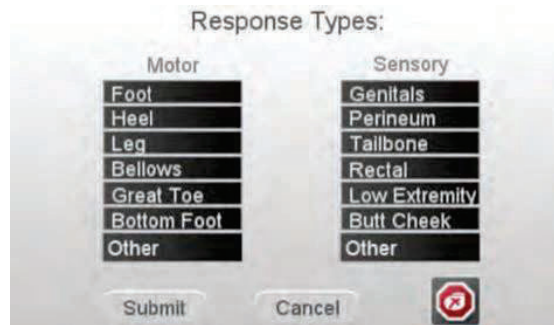 Response Types:
Motor
Sensory
Foot
Genitals
Heel
Perineum
Leg
Tailbone
Bellows
Rectal
Great Toe
Low Extremity
Bottom Foot
Butt Cheek
Other
Other
Submit
Cancel